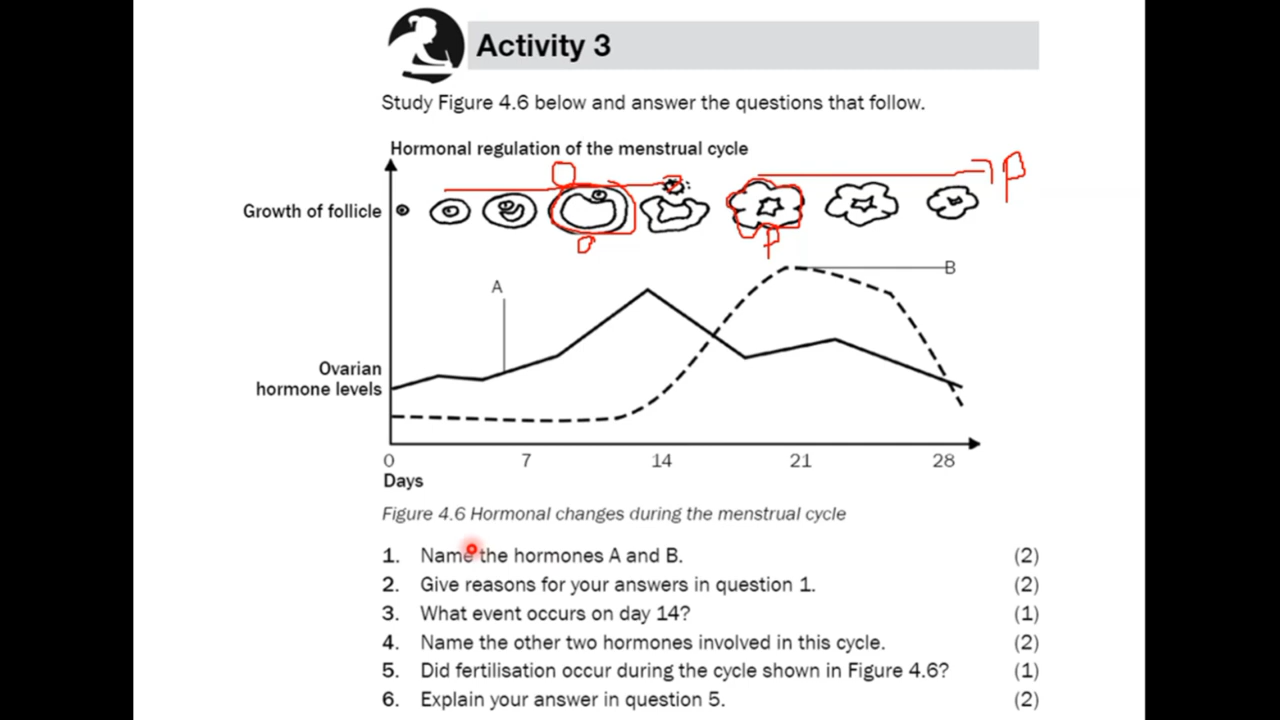 Activity 3
Study Figure 4.6 below and answer the questions that follow.
Hormonal regulation of the menstrual cycle
P
Growth of follicle
O
O
P
A
B
Ovarian
hormone levels
0 7 14 21 28
Days
Figure 4.6 Hormonal changes during the menstrual cycle
1. Name the hormones A and B. (2)
2. Give reasons for your answers in question 1. (2)
3. What event occurs on day 14? (1)
4. Name the other two hormones involved in this cycle. (2)
5. Did fertilisation occur during the cycle shown in Figure 4.6? (1)
6. Explain your answer in question 5. (2)